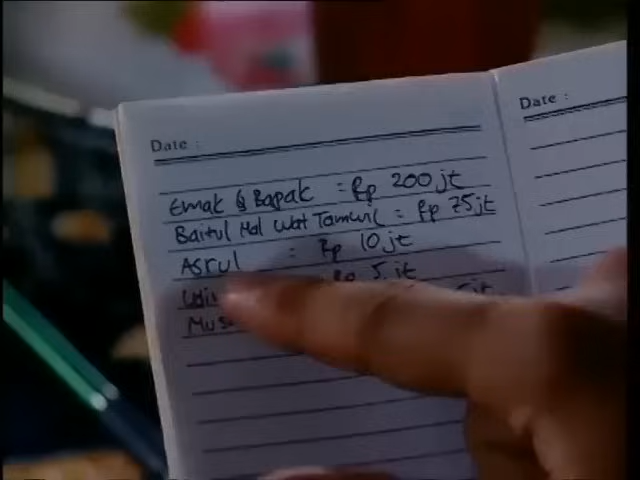 Date :
Date :
Emak & Bapak = Rp 200 jt
Baitul Mal Wat Tamwil = Rp 75 jt
Asrul : Rp 10 jt
Rp 5 jt